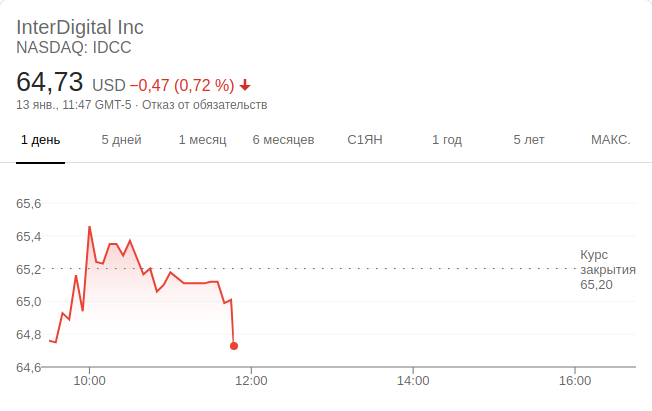 InterDigital Inc
NASDAQ: IDCC
64,73 USD −0,47 (0,72 %)
13 янв., 11:47 GMT-5 · Отказ от обязательств
1 день 5 дней 1 месяц 6 месяцев С1ЯН 1 год 5 лет МАКС.
65,6
65,4
65,2
65,0
64,8
64,6
Курс
закрытия
65,20
10:00 12:00 14:00 16:00